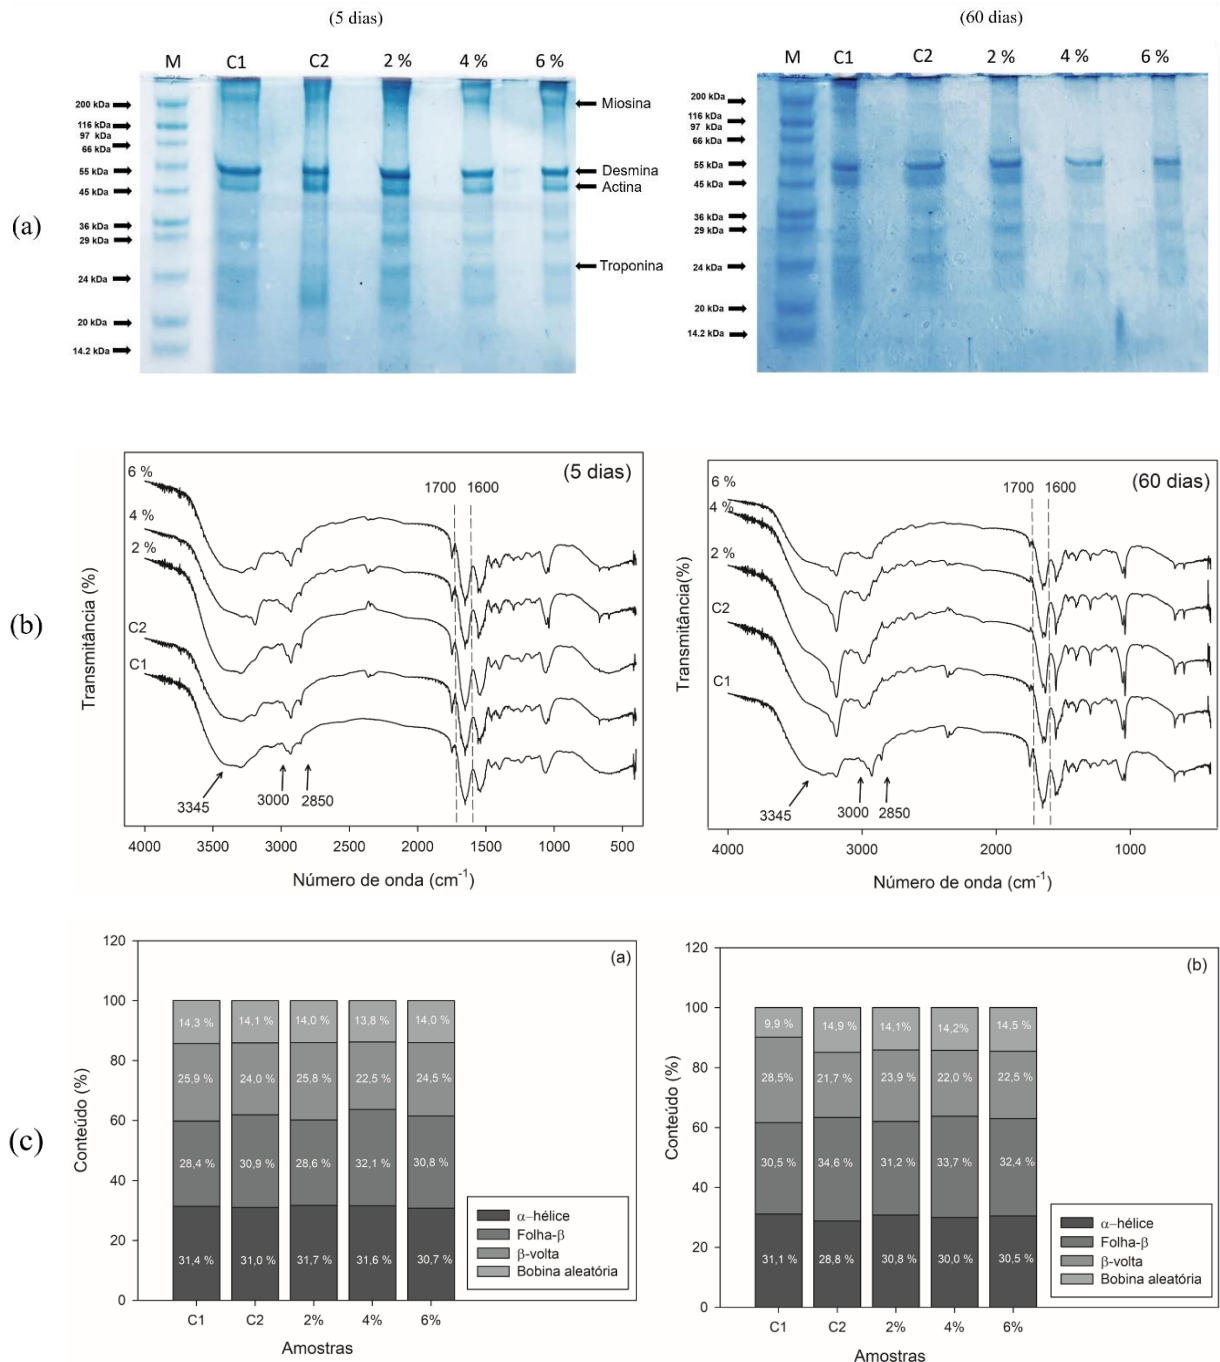 (5 dias)
(60 dias)
M C1 C2 2 % 4 % 6 %
200 kDa
116 kDa
97 kDa
66 kDa
55 kDa
45 kDa
36 kDa
29 kDa
24 kDa
20 kDa
14.2 kDa
Miosina
Desmina
Actina
Troponina
M C1 C2 2 % 4 % 6 %
200 kDa
116 kDa
97 kDa
66 kDa
55 kDa
45 kDa
36 kDa
29 kDa
24 kDa
20 kDa
14.2 kDa
(a)
(b)
Transmitância (%)
(5 dias)
6 %
4 %
2 %
C2
C1
1700 1600
3345 3000 2850
4000 3500 3000 2500 2000 1500 1000 500
Número de onda (cm-1)
Transmitância(%)
(60 dias)
6 %
4 %
2 %
C2
C1
1700 1600
3345 3000 2850
4000 3000 2000 1000
Número de onda (cm-1)
(c)
Conteúdo (%)
(a)
120
100
80
60
40
20
0
14,3 % 14,1 % 14,0 % 13,8 % 14,0 %
25,9 % 24,0 % 25,8 % 22,5 % 24,5 %
28,4 % 30,9 % 28,6 % 32,1 % 30,8 %
31,4 % 31,0 % 31,7 % 31,6 % 30,7 %
α−hélice
Folha-β
β-volta
Bobina aleatória
C1 C2 2% 4% 6%
Amostras
Conteúdo (%)
(b)
120
100
80
60
40
20
0
9,9 % 14,9 % 14,1% 14,2% 14,5 %
28,5% 21,7 % 23,9 % 22,0 % 22,5 %
30,5 % 34,6 % 31,2 % 33,7 % 32,4 %
31,1 % 28,8 % 30,8 % 30,0 % 30,5 %
α−hélice
Folha-β
β-volta
Bobina aleatória
C1 C2 2% 4% 6%
Amostras